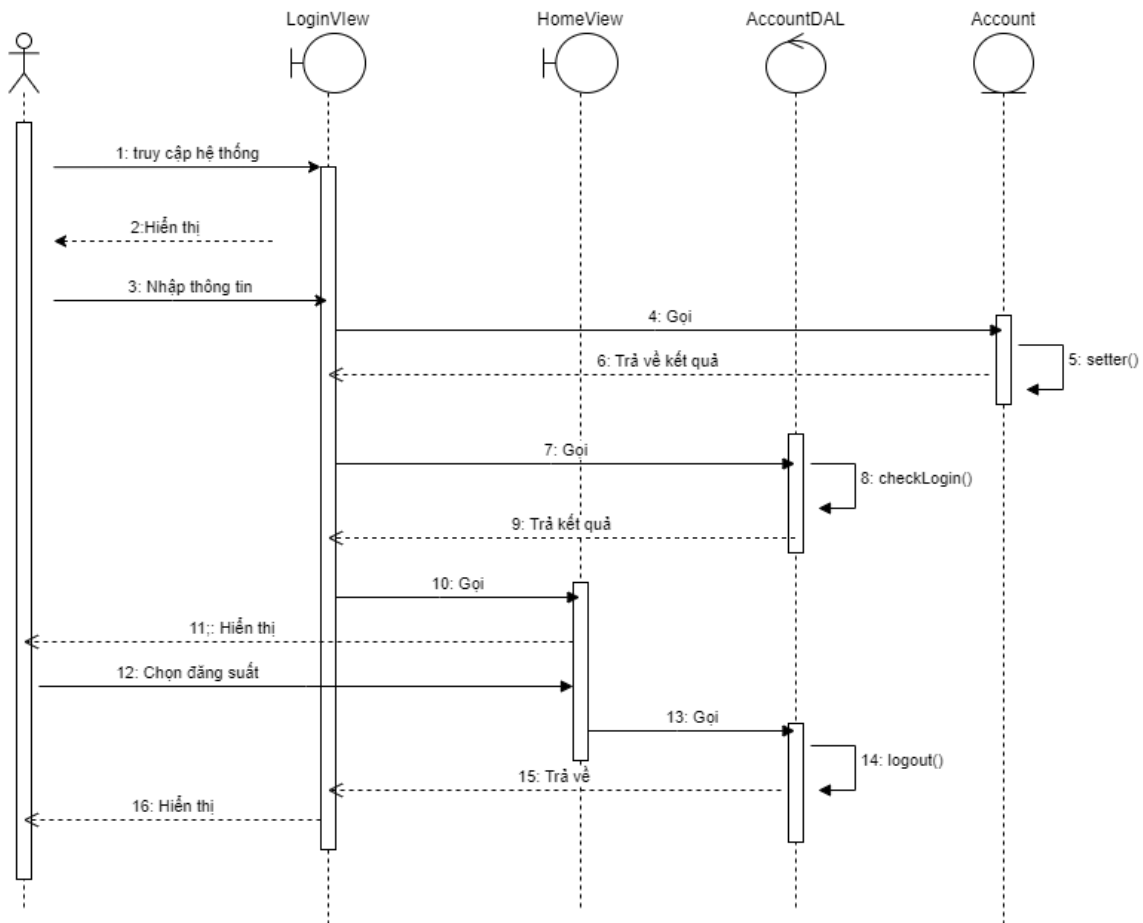 LoginVIew
HomeView
AccountDAL
Account
1: truy cập hệ thống
2:Hiển thị
3: Nhập thông tin
4: Gọi
5: setter()
6: Trả về kết quả
7: Gọi
8: checkLogin()
9: Trả kết quả
10: Gọi
11;: Hiển thị
12: Chọn đăng suất
13: Gọi
14: logout()
15: Trả về
16: Hiển thị